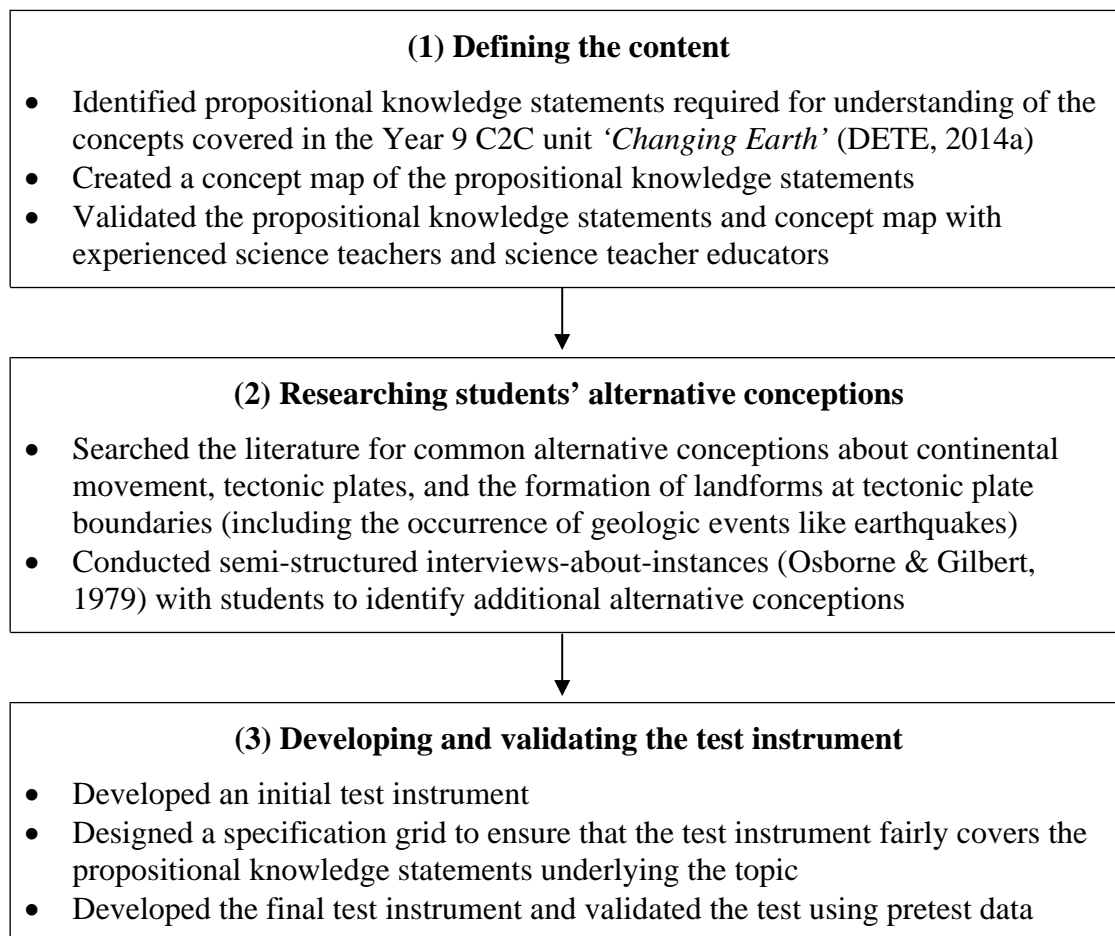 (1) Defining the content
• Identified propositional knowledge statements required for understanding of the
concepts covered in the Year 9 C2C unit ‘Changing Earth’ (DETE, 2014a)
• Created a concept map of the propositional knowledge statements
• Validated the propositional knowledge statements and concept map with
experienced science teachers and science teacher educators
(2) Researching students’ alternative conceptions
• Searched the literature for common alternative conceptions about continental
movement, tectonic plates, and the formation of landforms at tectonic plate
boundaries (including the occurrence of geologic events like earthquakes)
• Conducted semi-structured interviews-about-instances (Osborne & Gilbert,
1979) with students to identify additional alternative conceptions
(3) Developing and validating the test instrument
• Developed an initial test instrument
• Designed a specification grid to ensure that the test instrument fairly covers the
propositional knowledge statements underlying the topic
• Developed the final test instrument and validated the test using pretest data